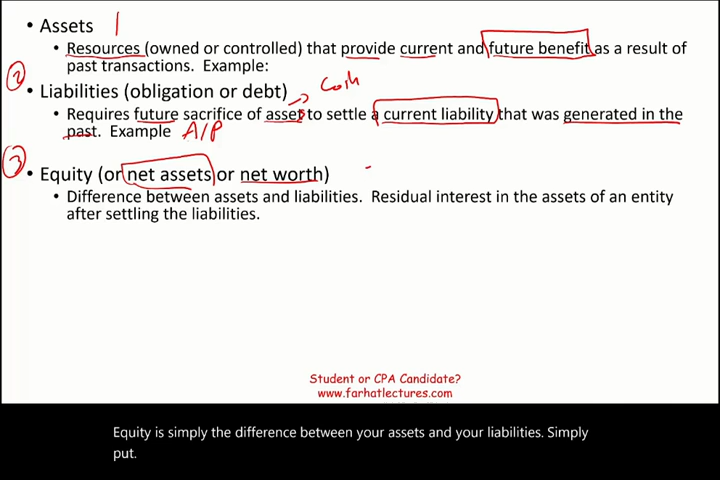 • Assets 1
• Resources (owned or controlled) that provide current and future benefit as a result of
past transactions. Example:
2 Cash
• Liabilities (obligation or debt)
• Requires future sacrifice of asset to settle a current liability that was generated in the
past. Example A/P
3
• Equity (or net assets or net worth)
• Difference between assets and liabilities. Residual interest in the assets of an entity
after settling the liabilities.
Student or CPA Candidate?
www.farhatlectures.com
Equity is simply the difference between your assets and your liabilities. Simply
put.